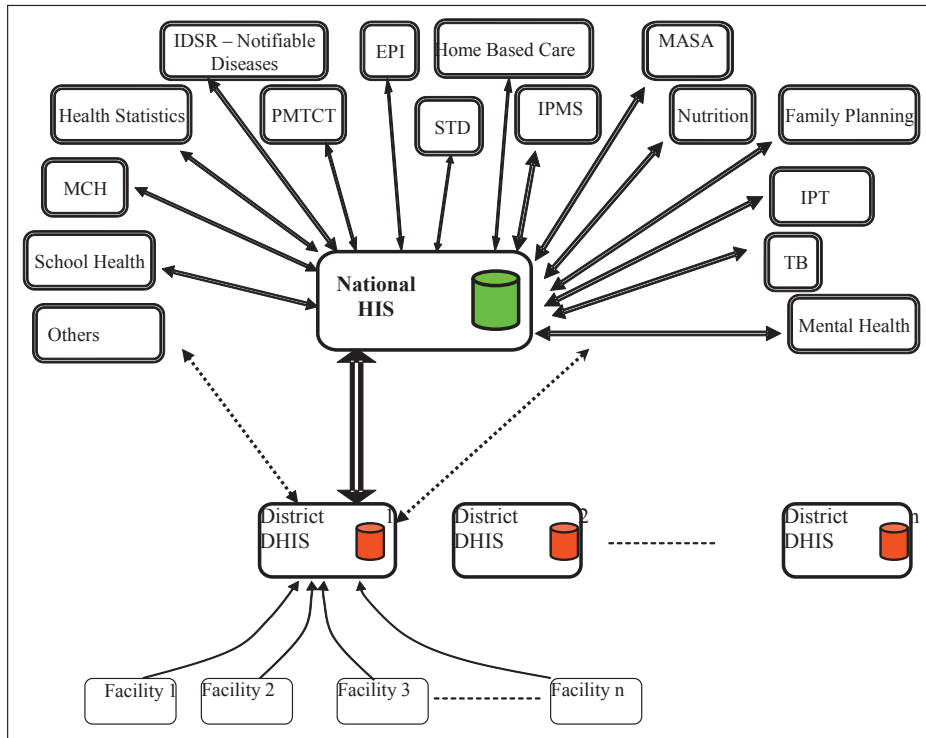 IDSR – Notifiable
Diseases
EPI
Home Based Care
MASA
Health Statistics
PMTCT
STD
IPMS
Nutrition
Family Planning
MCH
IPT
School Health
TB
National
HIS
Others
Mental Health
District 1
DHIS
District 2
DHIS
District n
DHIS
Facility 1
Facility 2
Facility 3
Facility n